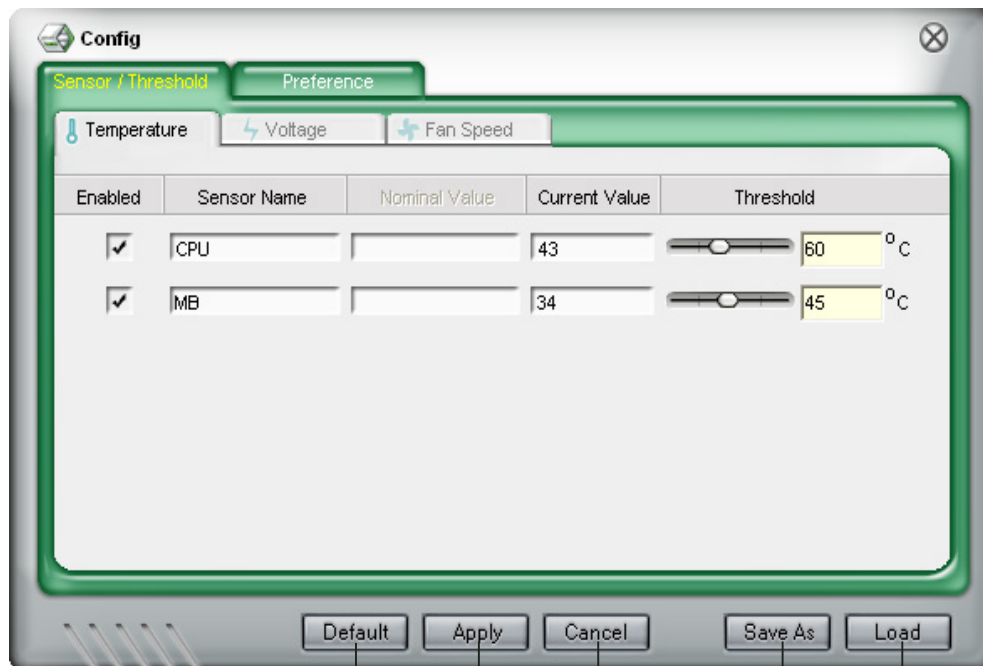 Config
Sensor / Threshold Preference
Temperature Voltage Fan Speed
Enabled Sensor Name Nominal Value Current Value Threshold
CPU 43 60 °C
MB 34 45 °C
Default Apply Cancel Save As Load